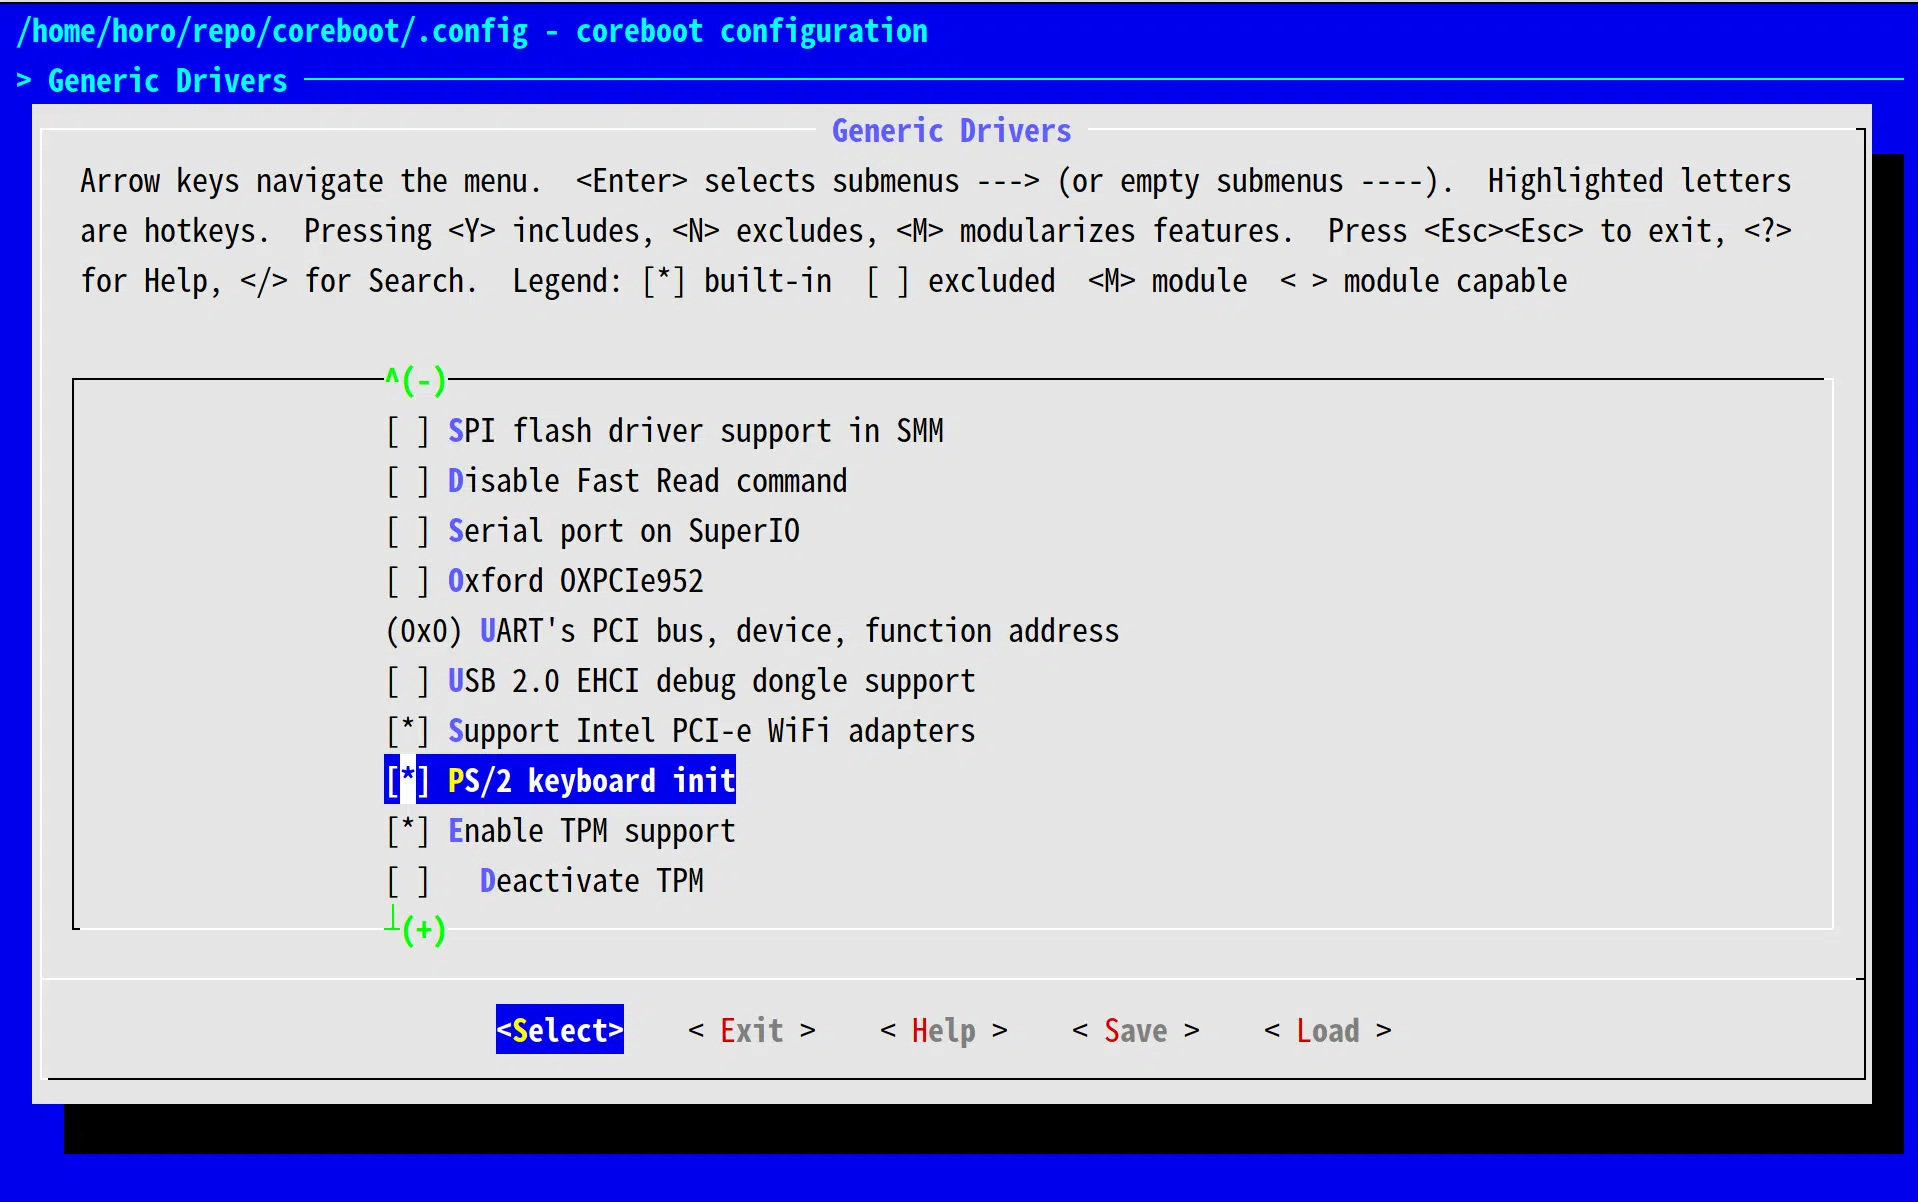 /home/horo/repo/coreboot/.config - coreboot configuration
> Generic Drivers
Generic Drivers
Arrow keys navigate the menu.  <Enter> selects submenus ---> (or empty submenus ----).  Highlighted letters
are hotkeys.  Pressing <Y> includes, <N> excludes, <M> modularizes features.  Press <Esc><Esc> to exit, <?>
for Help, </> for Search.  Legend: [*] built-in  [ ] excluded  <M> module  < > module capable
^(-)
[ ] SPI flash driver support in SMM
[ ] Disable Fast Read command
[ ] Serial port on SuperIO
[ ] Oxford OXPCIe952
(0x0) UART's PCI bus, device, function address
[ ] USB 2.0 EHCI debug dongle support
[*] Support Intel PCI-e WiFi adapters
[*] PS/2 keyboard init
[*] Enable TPM support
[ ]   Deactivate TPM
┴(+)
<Select>    < Exit >    < Help >    < Save >    < Load >